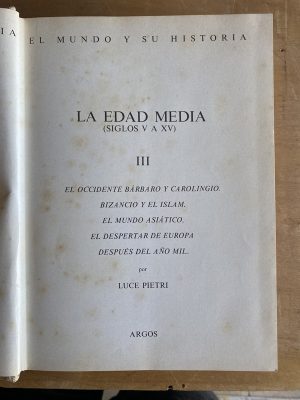 IA
EL MUNDO Y SU HISTORIA
LA EDAD MEDIA
(SIGLOS V A XV)
III
EL OCCIDENTE BÁRBARO Y CAROLINGIO.
BIZANCIO Y EL ISLAM.
EL MUNDO ASIÁTICO.
EL DESPERTAR DE EUROPA
DESPUÉS DEL AÑO MIL.
por
LUCE PIETRI
ARGOS